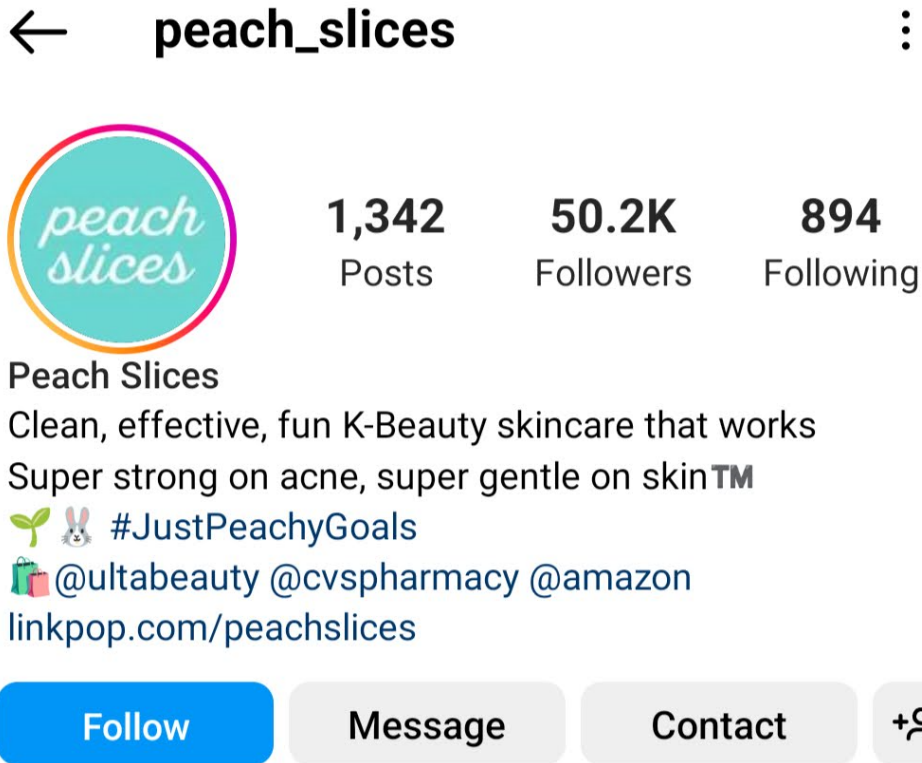 peach_slices
peach
slices
1,342 50.2K 894
Posts Followers Following
Peach Slices
Clean, effective, fun K-Beauty skincare that works
Super strong on acne, super gentle on skin™️
🌱🐰 #JustPeachyGoals
🛍️@ultabeauty @cvspharmacy @amazon
linkpop.com/peachslices
Follow Message Contact